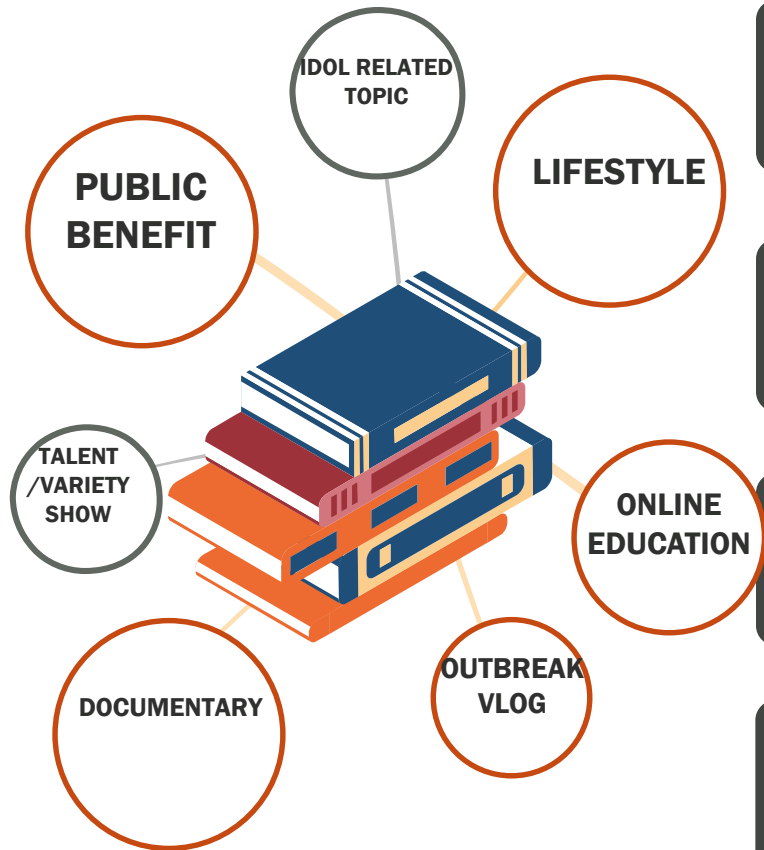 IDOL RELATED
TOPIC
LIFESTYLE
PUBLIC
BENEFIT
TALENT
/VARIETY
SHOW
ONLINE
EDUCATION
OUTBREAK
VLOG
DOCUMENTARY